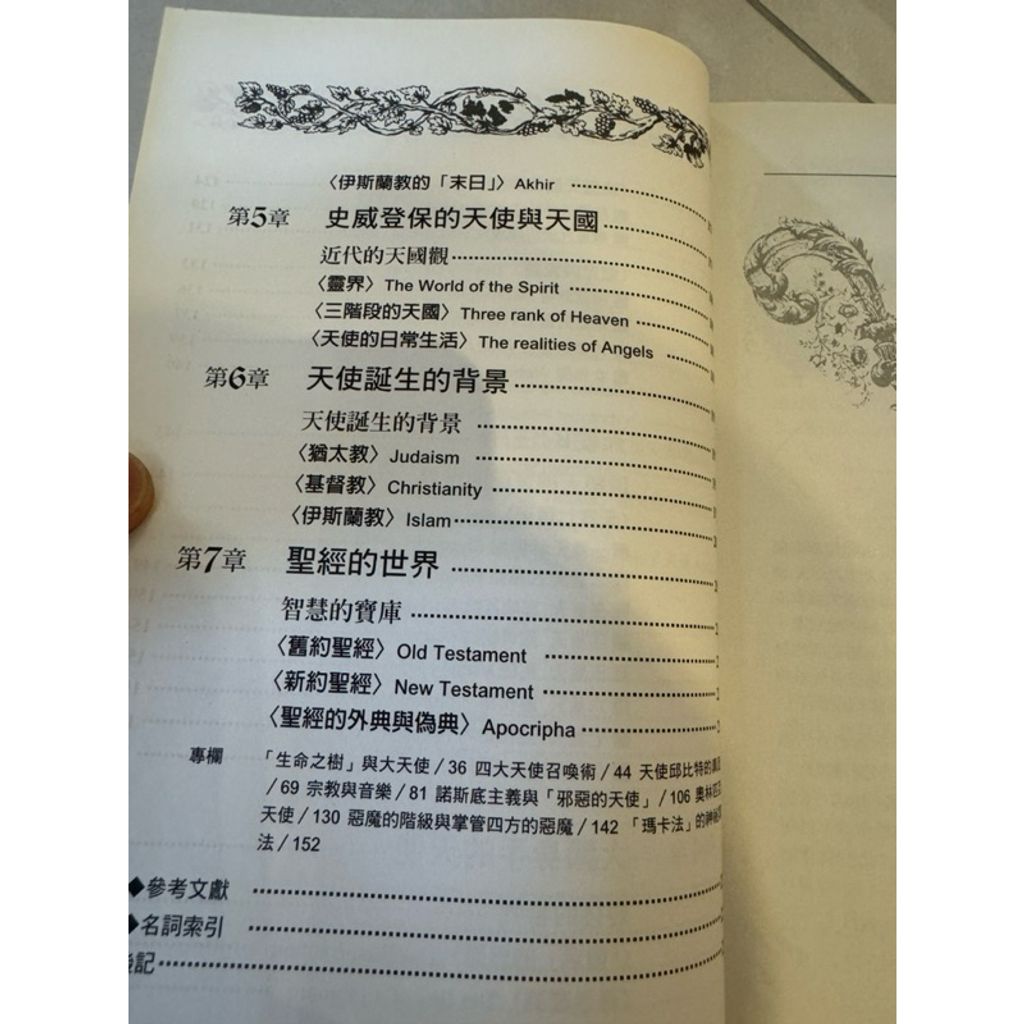 〈伊斯蘭教的「末日」〉Akhir
第5章 史威登保的天使與天國
近代的天國觀
〈靈界〉The World of the Spirit
〈三階段的天國〉Three rank of Heaven
〈天使的日常生活〉The realities of Angels
第6章 天使誕生的背景
天使誕生的背景
〈猶太教〉Judaism
〈基督教〉Christianity
〈伊斯蘭教〉Islam
第7章 聖經的世界
智慧的寶庫
〈舊約聖經〉Old Testament
〈新約聖經〉New Testament
〈聖經的外典與偽典〉Apocripha
專欄 「生命之樹」與大天使/36 四大天使召喚術/44 天使邱比特的
/69 宗教與音樂/81 諾斯底主義與「邪惡的天使」/106 奧林
天使/130 惡魔的階級與掌管四方的惡魔/142 「瑪卡法」的神祕
法/152
◆參考文獻
◆名詞索引
記